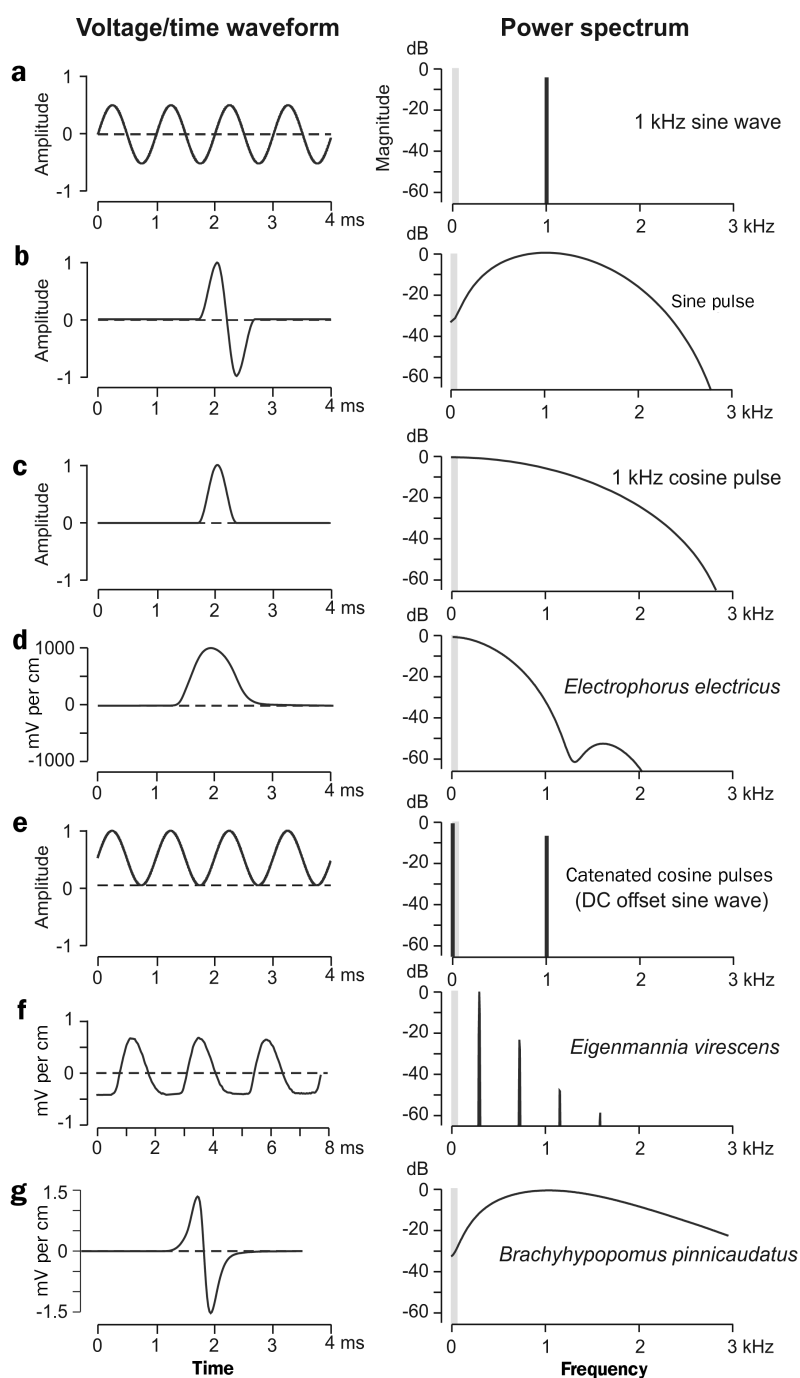 Voltage/time waveform
Power spectrum
a
Amplitude
1
0
-1
0 1 2 3 4 ms
dB
Magnitude
0
-20
-40
-60
1 kHz sine wave
0 1 2 3 kHz
b
Amplitude
1
0
-1
0 1 2 3 4 ms
dB
0
-20
-40
-60
Sine pulse
0 1 2 3 kHz
c
Amplitude
1
0
-1
0 1 2 3 4 ms
dB
0
-20
-40
-60
1 kHz cosine pulse
0 1 2 3 kHz
d
mV per cm
1000
0
-1000
0 1 2 3 4 ms
dB
0
-20
-40
-60
Electrophorus electricus
0 1 2 3 kHz
e
Amplitude
1
0
-1
0 1 2 3 4 ms
dB
0
-20
-40
-60
Catenated cosine pulses
(DC offset sine wave)
0 1 2 3 kHz
f
mV per cm
1
0
-1
0 2 4 6 8 ms
dB
0
-20
-40
-60
Eigenmannia virescens
0 1 2 3 kHz
g
mV per cm
1.5
0
-1.5
0 1 2 3 4 ms
Time
dB
0
-20
-40
-60
Brachyhypopomus pinnicaudatus
0 1 2 3 kHz
Frequency